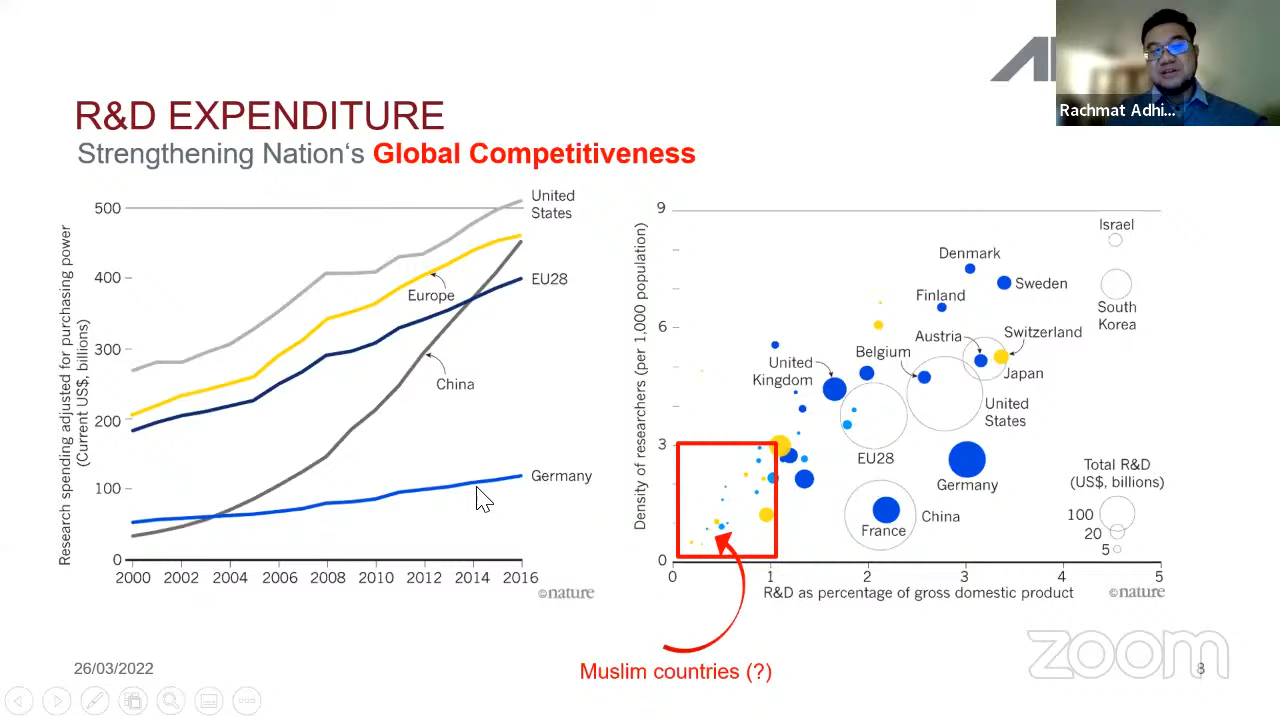 Rachmat Adhi...
R&D EXPENDITURE
Strengthening Nation's Global Competitiveness
Research spending adjusted for purchasing power
(Current US$, billions)
500
400
300
200
100
0
2000
2002
2004
2006
2008
2010
2012
2014
2016
United
States
Europe
EU28
China
Germany
©nature
Density of researchers (per 1,000 population)
9
6
3
0
0
1
2
3
4
5
R&D as percentage of gross domestic product
©nature
Israel
Denmark
Sweden
South
Korea
Finland
Austria
Switzerland
Belgium
Japan
United
Kingdom
United
States
EU28
Germany
China
France
Total R&D
(US$, billions)
100
20
5
Muslim countries (?)
26/03/2022
zoom
8